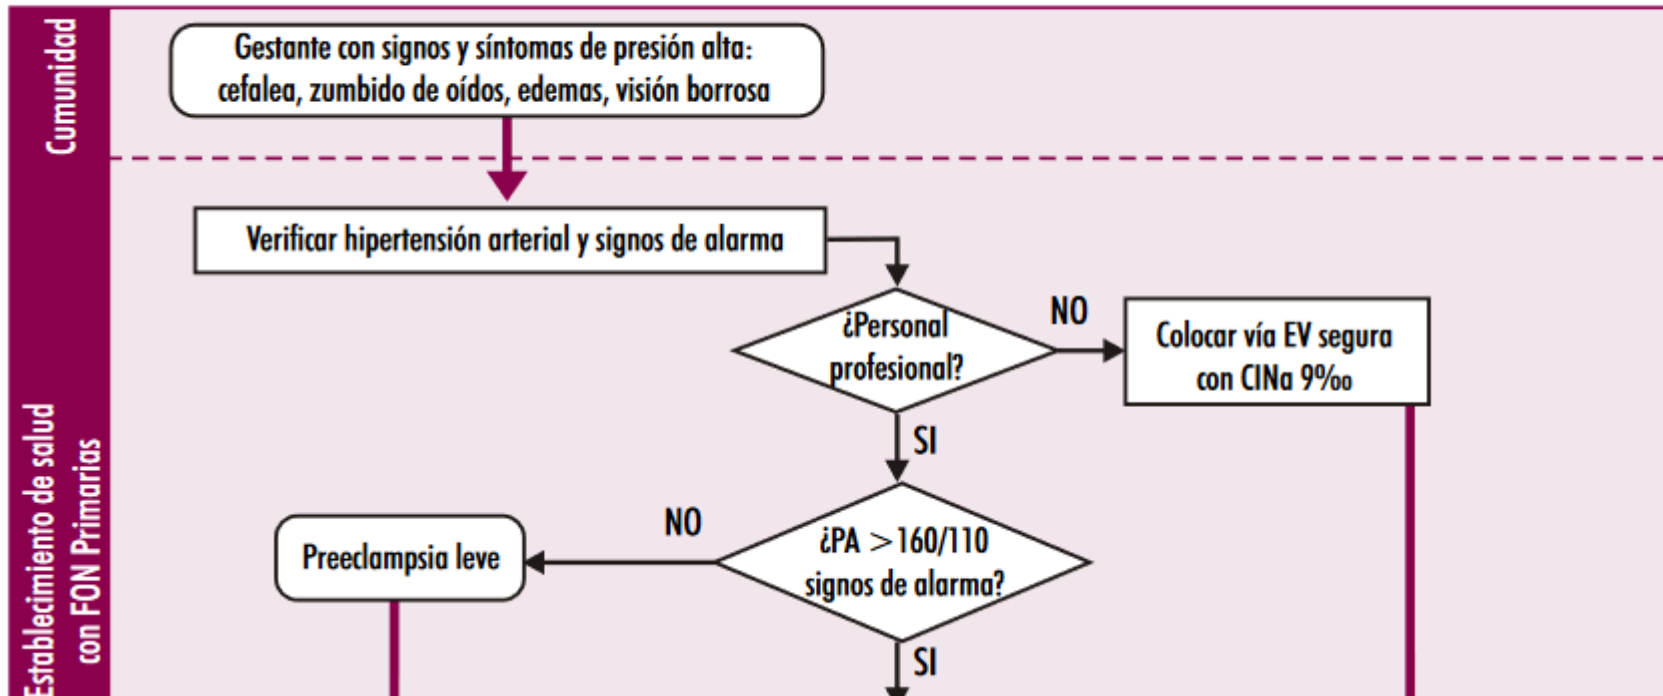 Cumunidad
Gestante con signos y síntomas de presión alta:
cefalea, zumbido de oídos, edemas, visión borrosa
Establecimiento de salud
con FON Primarias
Verificar hipertensión arterial y signos de alarma
¿Personal
profesional?
NO
Colocar vía EV segura
con ClNa 9‰
SI
¿PA >160/110
signos de alarma?
NO
Preeclampsia leve
SI